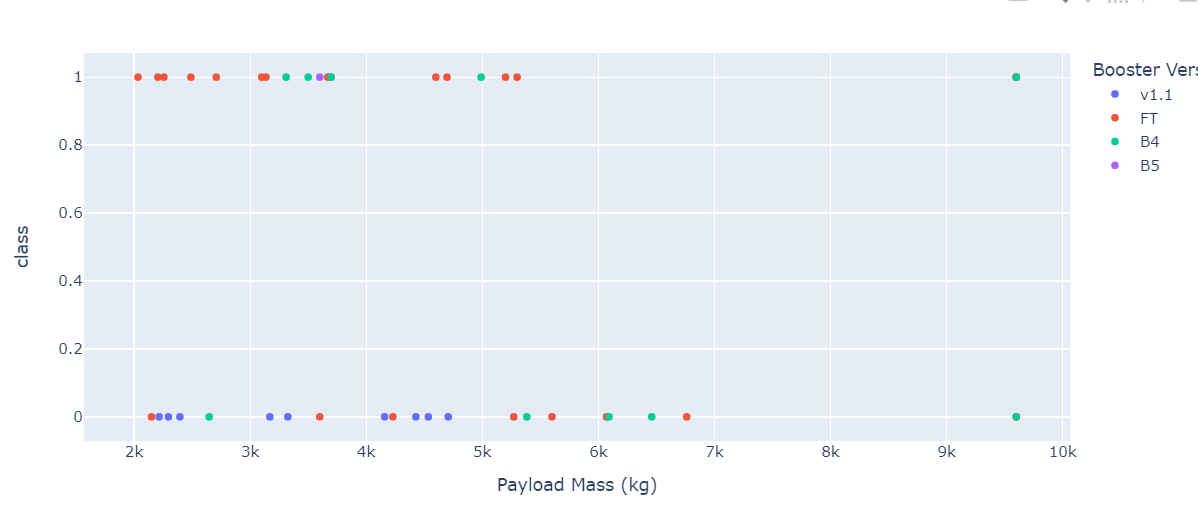 Booster Vers
v1.1
FT
B4
B5
1
0.8
0.6
0.4
0.2
0
class
2k 3k 4k 5k 6k 7k 8k 9k 10k
Payload Mass (kg)